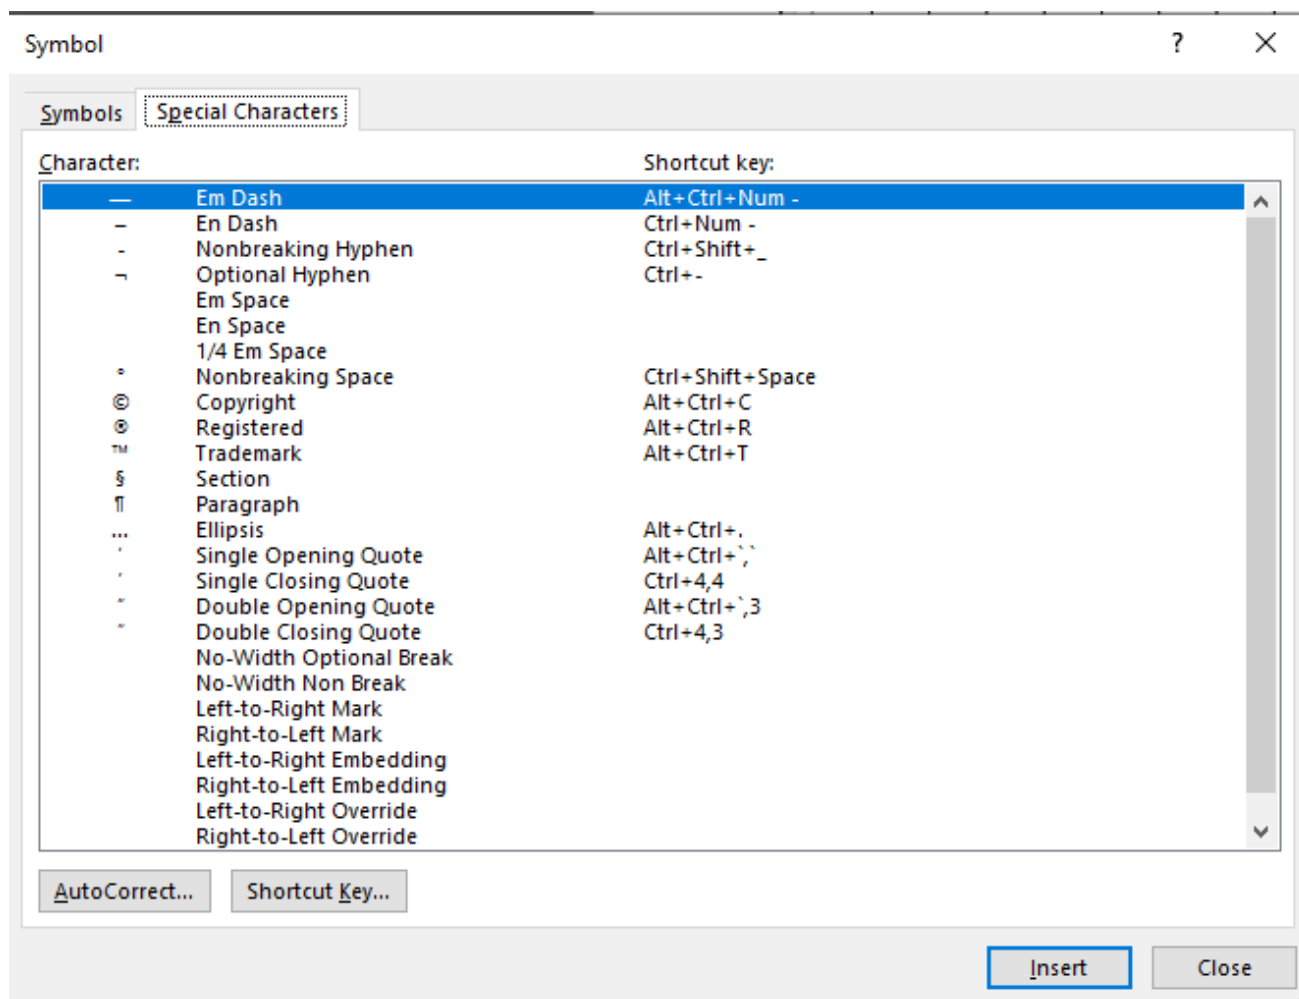 Symbol ?
Symbols Special Characters
Character: Shortcut key:
— Em Dash Alt+Ctrl+Num -
– En Dash Ctrl+Num -
- Nonbreaking Hyphen Ctrl+Shift+_
¬ Optional Hyphen Ctrl+-
Em Space
En Space
1/4 Em Space
° Nonbreaking Space Ctrl+Shift+Space
© Copyright Alt+Ctrl+C
® Registered Alt+Ctrl+R
™ Trademark Alt+Ctrl+T
§ Section
¶ Paragraph
… Ellipsis Alt+Ctrl+.
‘ Single Opening Quote Alt+Ctrl+`,`
’ Single Closing Quote Ctrl+4,4
“ Double Opening Quote Alt+Ctrl+`,3
” Double Closing Quote Ctrl+4,3
No-Width Optional Break
No-Width Non Break
Left-to-Right Mark
Right-to-Left Mark
Left-to-Right Embedding
Right-to-Left Embedding
Left-to-Right Override
Right-to-Left Override
AutoCorrect... Shortcut Key...
Insert Close